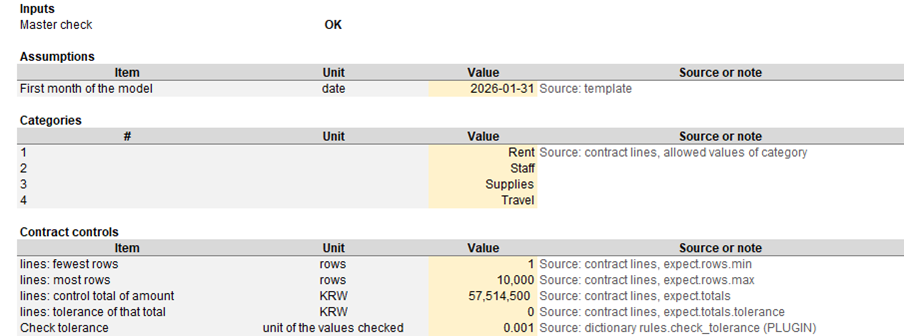 Inputs
Master check OK
Assumptions
Item Unit Value Source or note
First month of the model date 2026-01-31 Source: template
Categories
# Unit Value Source or note
1 Rent Source: contract lines, allowed values of category
2 Staff
3 Supplies
4 Travel
Contract controls
Item Unit Value Source or note
lines: fewest rows rows 1 Source: contract lines, expect.rows.min
lines: most rows rows 10,000 Source: contract lines, expect.rows.max
lines: control total of amount KRW 57,514,500 Source: contract lines, expect.totals
lines: tolerance of that total KRW 0 Source: contract lines, expect.totals.tolerance
Check tolerance unit of the values checked 0.001 Source: dictionary rules.check_tolerance (PLUGIN)